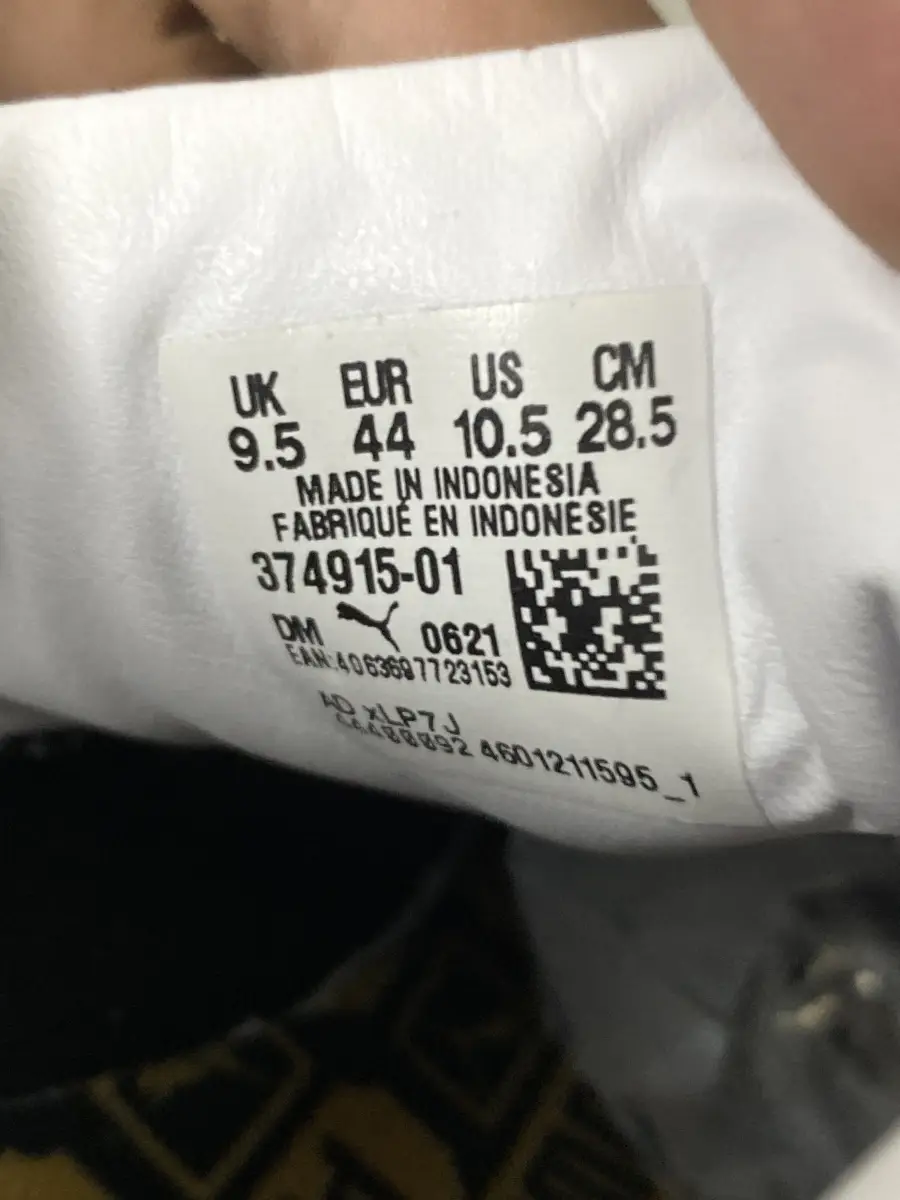 UK EUR US CM
9.5 44 10.5 28.5
MADE IN INDONESIA
FABRIQUÉ EN INDONESIE
374915-01
DM 0621
EAN:4063697723153
AD xLP7J
4601211595_1